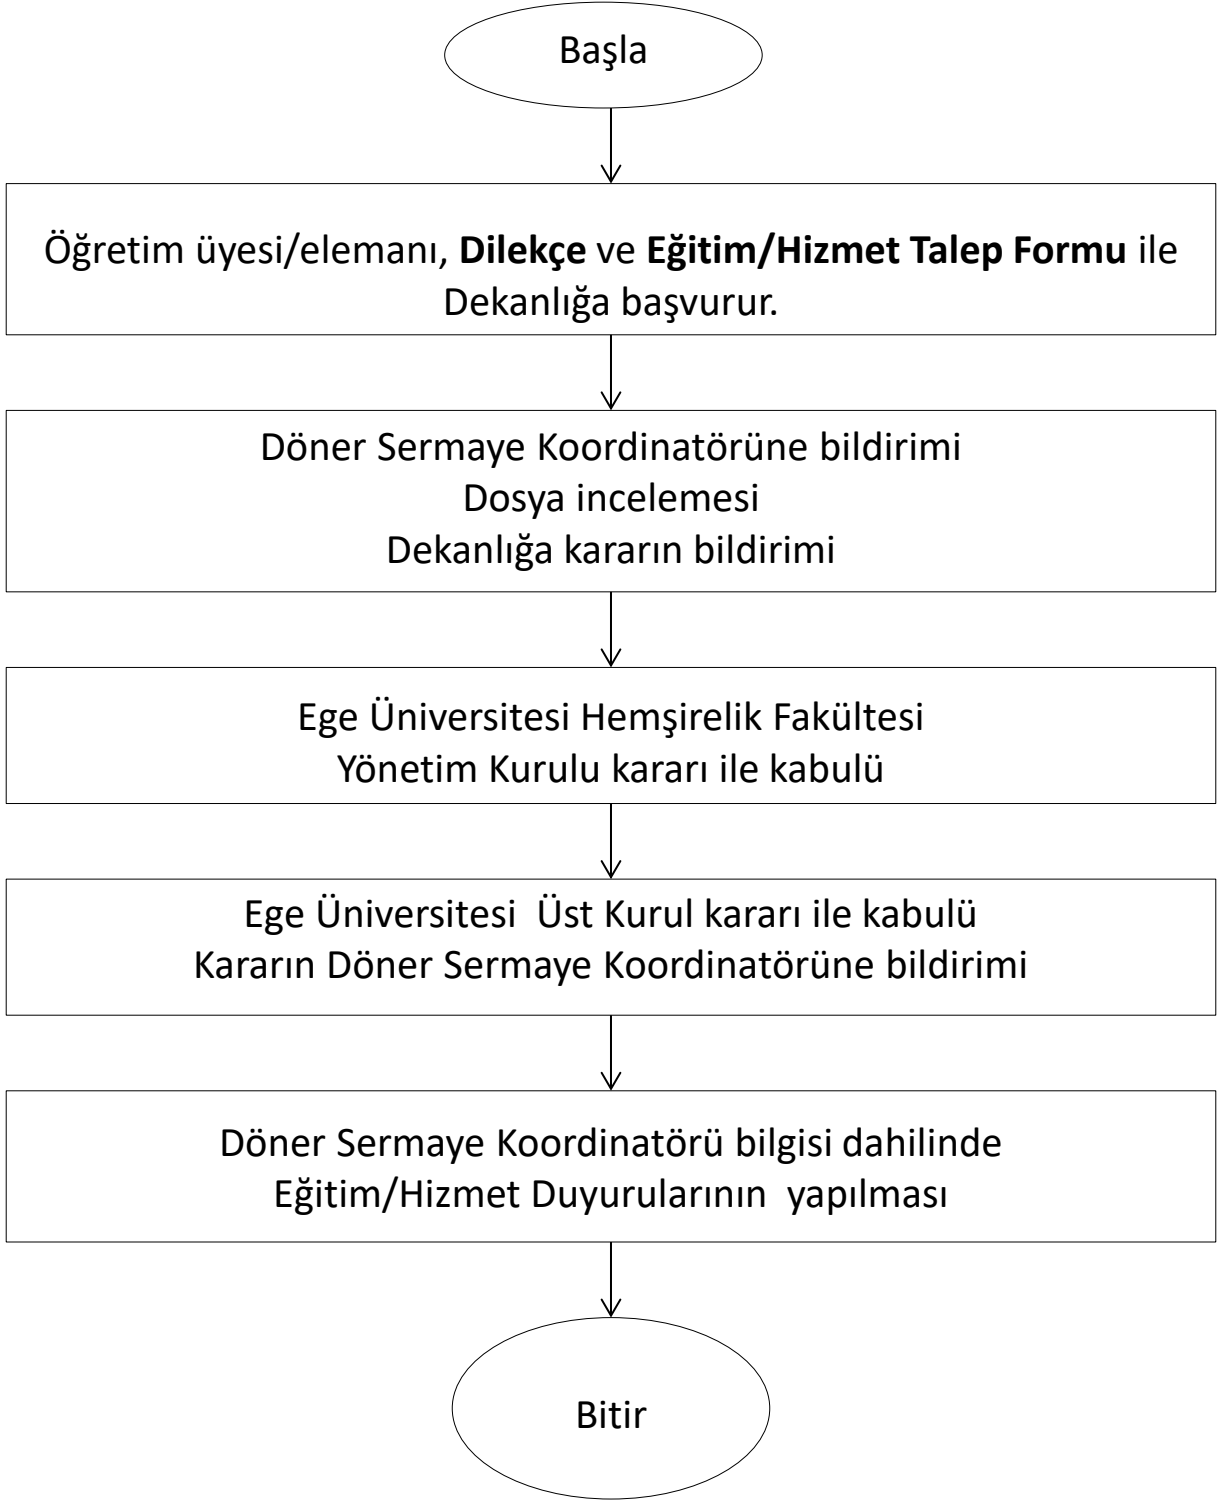 Başla
Öğretim üyesi/elemanı, Dilekçe ve Eğitim/Hizmet Talep Formu ile
Dekanlığa başvurur.
Döner Sermaye Koordinatörüne bildirimi
Dosya incelemesi
Dekanlığa kararın bildirimi
Ege Üniversitesi Hemşirelik Fakültesi
Yönetim Kurulu kararı ile kabulü
Ege Üniversitesi  Üst Kurul kararı ile kabulü
Kararın Döner Sermaye Koordinatörüne bildirimi
Döner Sermaye Koordinatörü bilgisi dahilinde
Eğitim/Hizmet Duyurularının  yapılması
Bitir